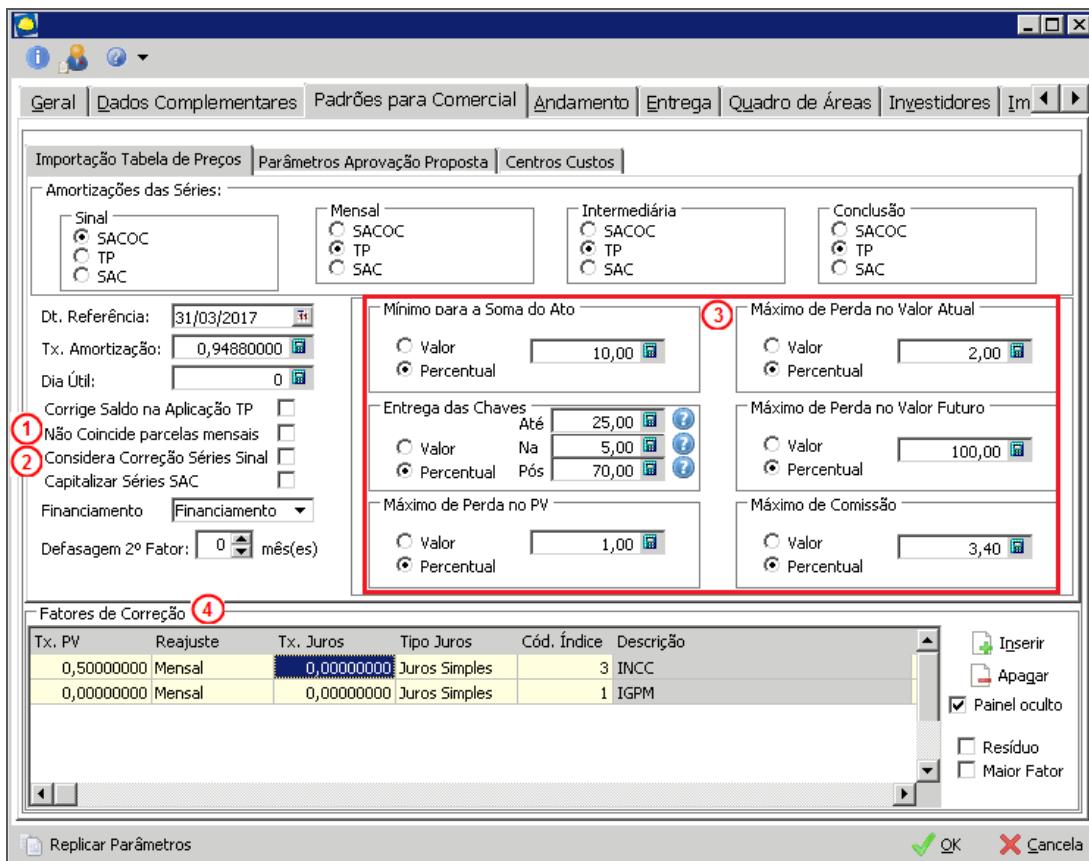 Geral Dados Complementares Padrões para Comercial Andamento Entrega Quadro de Áreas Investidores Im
Importação Tabela de Preços Parâmetros Aprovação Proposta Centros Custos
Amortizações das Séries:
Sinal
SACOC
TP
SAC
Mensal
SACOC
TP
SAC
Intermediária
SACOC
TP
SAC
Conclusão
SACOC
TP
SAC
Dt. Referência: 31/03/2017
Tx. Amortização: 0,94880000
Dia Útil: 0
Corrige Saldo na Aplicação TP
1 Não Coincide parcelas mensais
2 Considera Correção Séries Sinal
Capitalizar Séries SAC
Financiamento Financiamento
Defasagem 2º Fator: 0 mês(es)
Mínimo para a Soma do Ato
Valor
Percentual
10,00
3 Máximo de Perda no Valor Atual
Valor
Percentual
2,00
Entrega das Chaves
Valor
Percentual
Até 25,00
Na 5,00
Pós 70,00
Máximo de Perda no Valor Futuro
Valor
Percentual
100,00
Máximo de Perda no PV
Valor
Percentual
1,00
Máximo de Comissão
Valor
Percentual
3,40
Fatores de Correção 4
Tx. PV Reajuste Tx. Juros Tipo Juros Cód. Índice Descrição
0,50000000 Mensal 0,00000000 Juros Simples 3 INCC
0,00000000 Mensal 0,00000000 Juros Simples 1 IGPM
Inserir
Apagar
Painel oculto
Resíduo
Maior Fator
Replicar Parâmetros
OK
Cancela